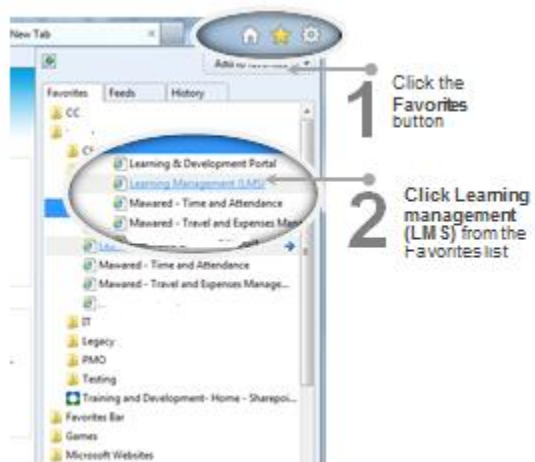 New Tab
Favorites Feeds History
CC
Learning & Development Portal
Learning Management (LMS)
Mawared - Time and Attendance
Mawared - Travel and Expenses Mana
Mawared - Time and Attendance
Mawared - Travel and Expenses Manage...
...
IT
Legacy
PMO
Testing
Training and Development- Home - Sharepoi...
Favorites Bar
Games
Microsoft Websites
1
Click the
Favorites
button
2
Click Learning
management
(LMS) from the
Favorites list